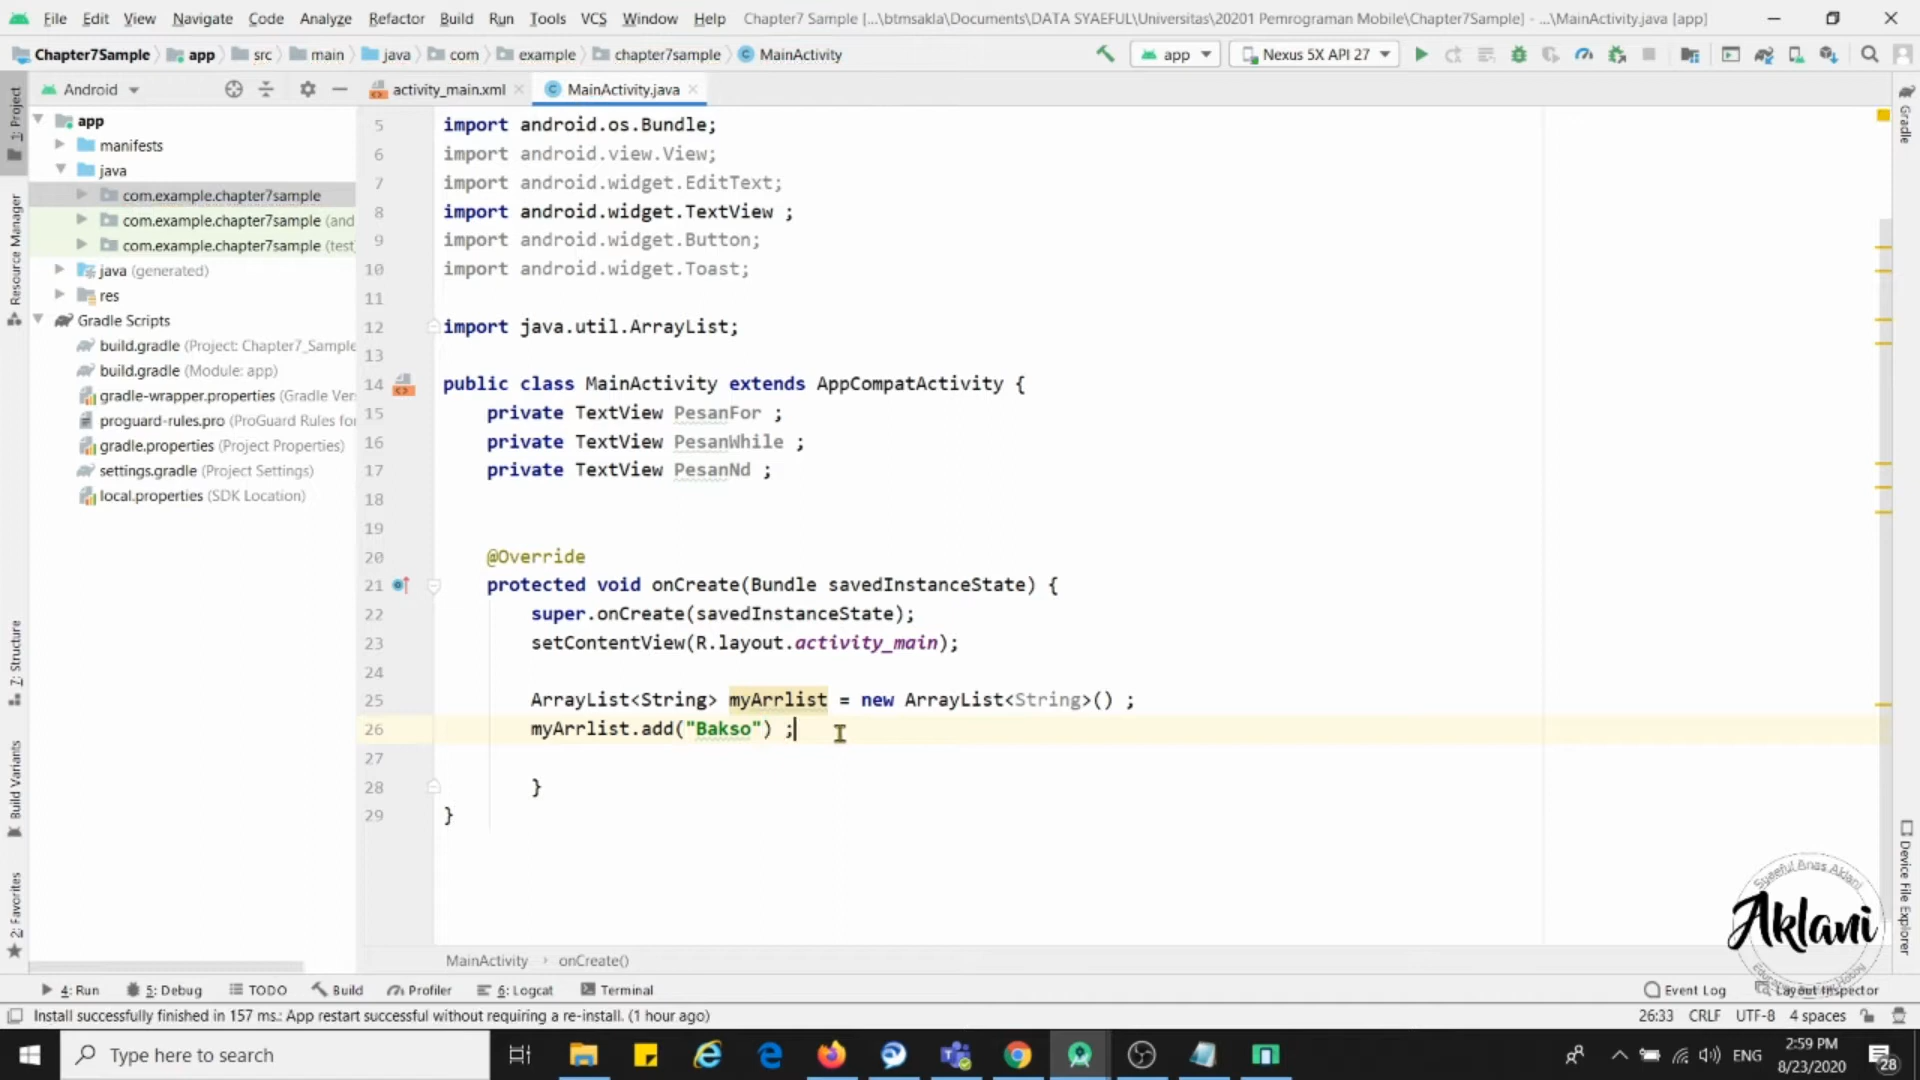 File Edit View Navigate Code Analyze Refactor Build Run Tools VCS Window Help Chapter7 Sample [...\btmsakla\Documents\DATA SYAEFUL\Universitas\20201 Pemrograman Mobile\Chapter7Sample] - ...\MainActivity.java [app]
Chapter7Sample app src main java com example chapter7sample MainActivity app Nexus 5X API 27
Android activity_main.xml MainActivity.java
1: Project
Resource Manager
7: Structure
Build Variants
2: Favorites
app
manifests
java
com.example.chapter7sample
com.example.chapter7sample (and
com.example.chapter7sample (test
java (generated)
res
Gradle Scripts
build.gradle (Project: Chapter7_Sample
build.gradle (Module: app)
gradle-wrapper.properties (Gradle Ver
proguard-rules.pro (ProGuard Rules for
gradle.properties (Project Properties)
settings.gradle (Project Settings)
local.properties (SDK Location)
5 import android.os.Bundle;
6 import android.view.View;
7 import android.widget.EditText;
8 import android.widget.TextView ;
9 import android.widget.Button;
10 import android.widget.Toast;
11
12 import java.util.ArrayList;
13
14 public class MainActivity extends AppCompatActivity {
15 private TextView PesanFor ;
16 private TextView PesanWhile ;
17 private TextView PesanNd ;
18
19
20 @Override
21 protected void onCreate(Bundle savedInstanceState) {
22 super.onCreate(savedInstanceState);
23 setContentView(R.layout.activity_main);
24
25 ArrayList<String> myArrlist = new ArrayList<String>() ;
26 myArrlist.add("Bakso") ;
27
28 }
29 }
Gradle
Device File Explorer
Syaeful Anas Aklani
Aklani
MainActivity › onCreate()
4: Run 5: Debug TODO Build Profiler 6: Logcat Terminal Event Log Layout Inspector
Install successfully finished in 157 ms.: App restart successful without requiring a re-install. (1 hour ago) 26:33 CRLF UTF-8 4 spaces
Type here to search
ENG
2:59 PM
8/23/2020
28